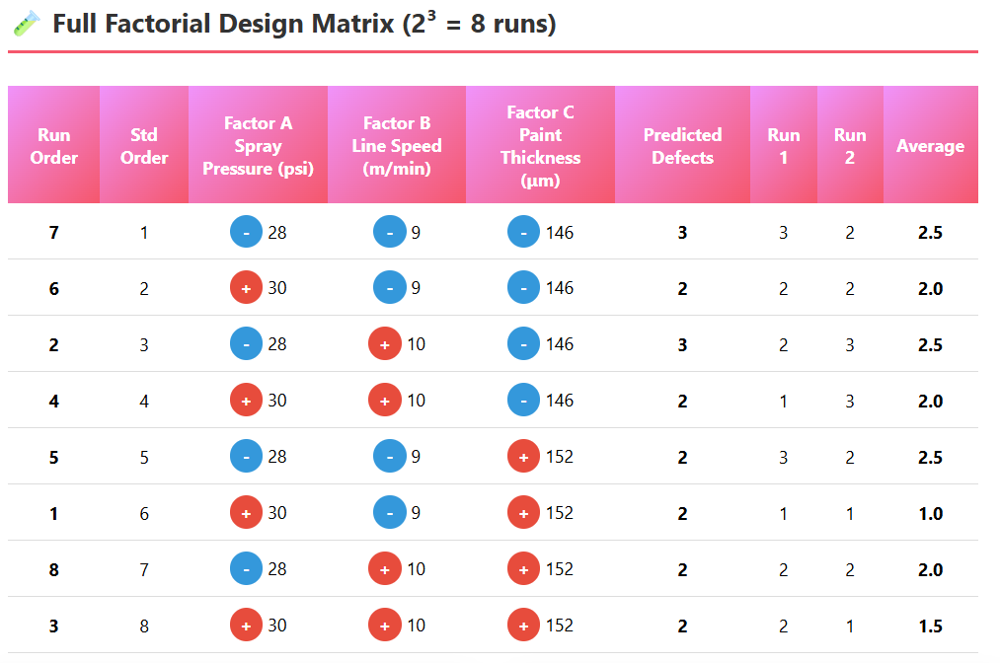 🧪 Full Factorial Design Matrix (2³ = 8 runs)
Run Order Std Order Factor A Spray Pressure (psi) Factor B Line Speed (m/min) Factor C Paint Thickness (μm) Predicted Defects Run 1 Run 2 Average
7 1 - 28 - 9 - 146 3 3 2 2.5
6 2 + 30 - 9 - 146 2 2 2 2.0
2 3 - 28 + 10 - 146 3 2 3 2.5
4 4 + 30 + 10 - 146 2 1 3 2.0
5 5 - 28 - 9 + 152 2 3 2 2.5
1 6 + 30 - 9 + 152 2 1 1 1.0
8 7 - 28 + 10 + 152 2 2 2 2.0
3 8 + 30 + 10 + 152 2 2 1 1.5